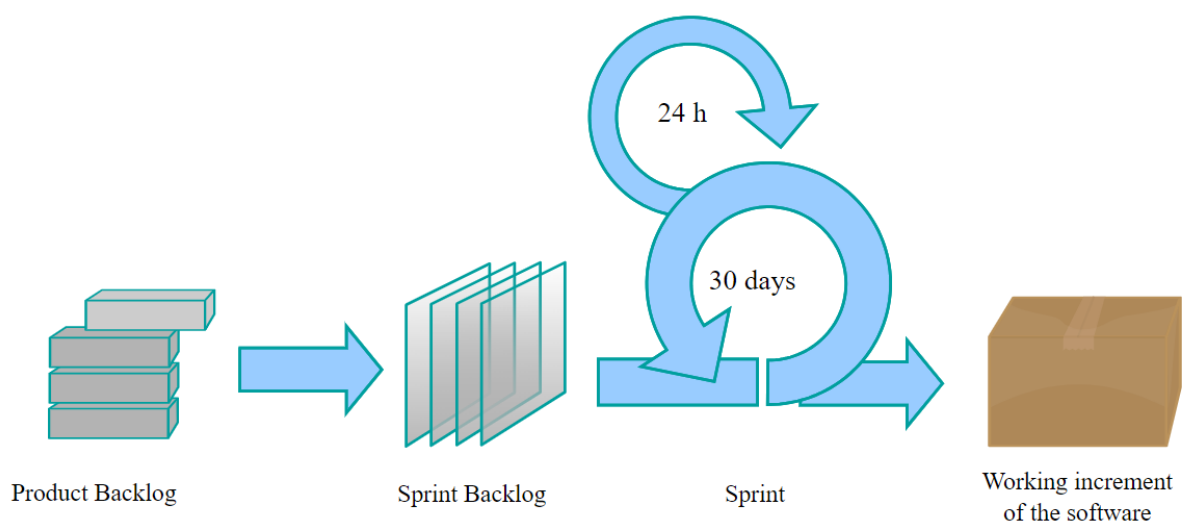 24 h
30 days
Product Backlog
Sprint Backlog
Sprint
Working increment
of the software